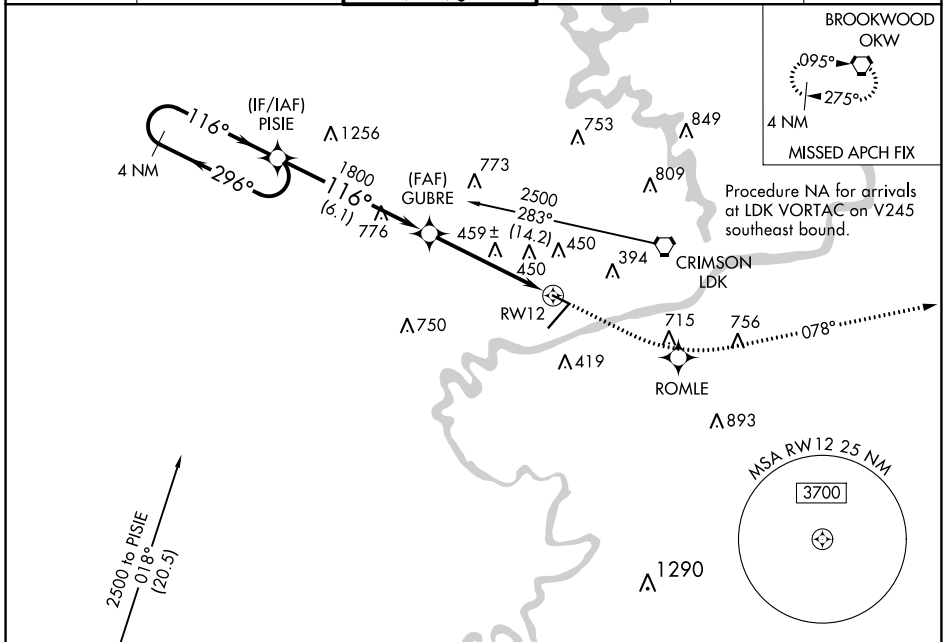 BROOKWOOD
OKW
095°
275°
4 NM
MISSED APCH FIX
(IF/IAF)
PISIE
116°
296°
4 NM
1256
753
849
1800
116°
(6.1)
776
(FAF)
GUBRE
773
809
2500
283°
(14.2)
Procedure NA for arrivals
at LDK VORTAC on V245
southeast bound.
459 ±
450
450
394
CRIMSON
LDK
RW12
750
419
715
756
078°
ROMLE
893
MSA RW12 25 NM
3700
2500 to PISIE
018°
(20.5)
1290